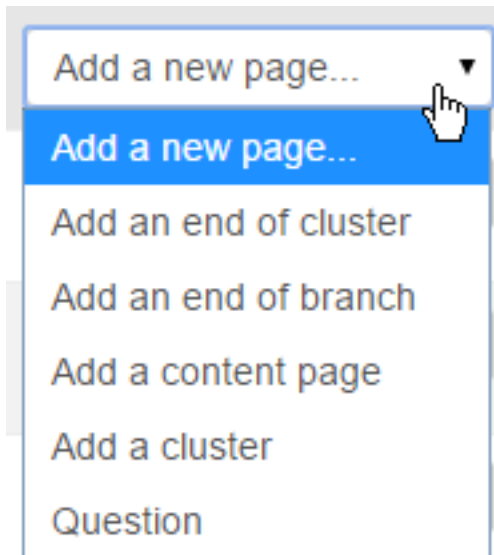 Add a new page...
Add a new page...
Add an end of cluster
Add an end of branch
Add a content page
Add a cluster
Question